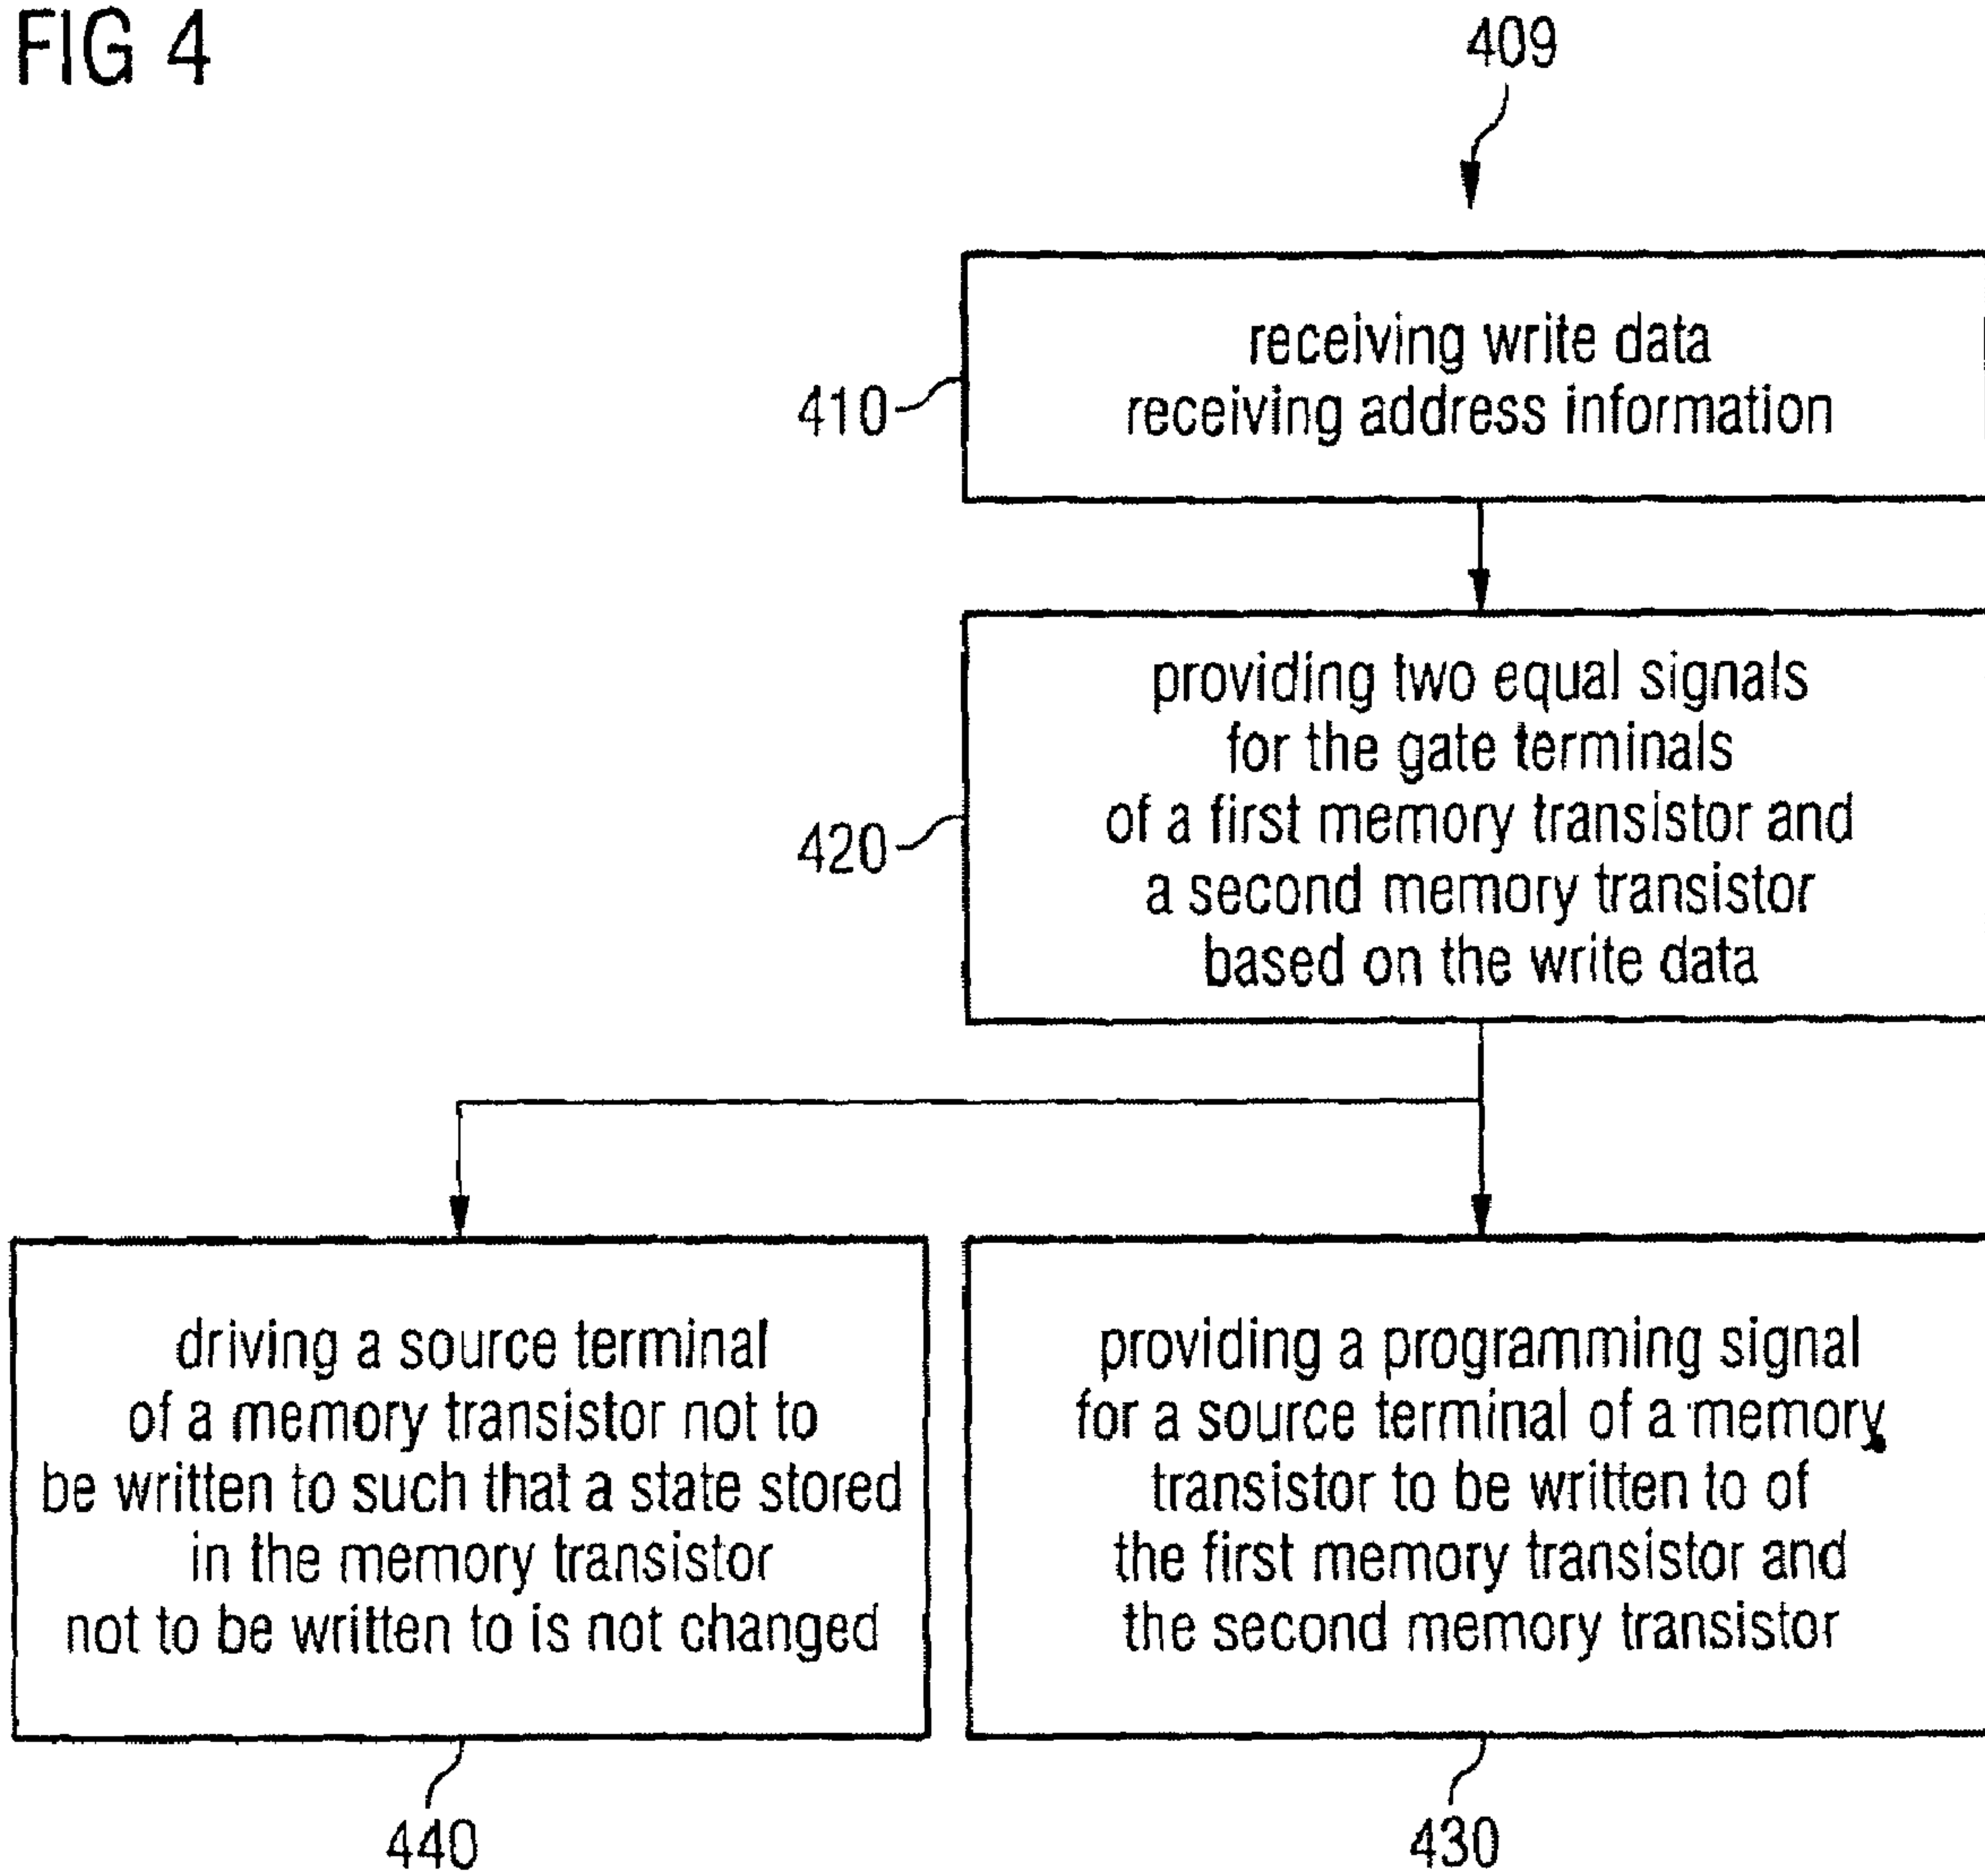 FIG 4
409
receiving write data
receiving address information
410
providing two equal signals
for the gate terminals
of a first memory transistor and
a second memory transistor
based on the write data
420
driving a source terminal
of a memory transistor not to
be written to such that a state stored
in the memory transistor
not to be written to is not changed
440
providing a programming signal
for a source terminal of a memory
transistor to be written to of
the first memory transistor and
the second memory transistor
430